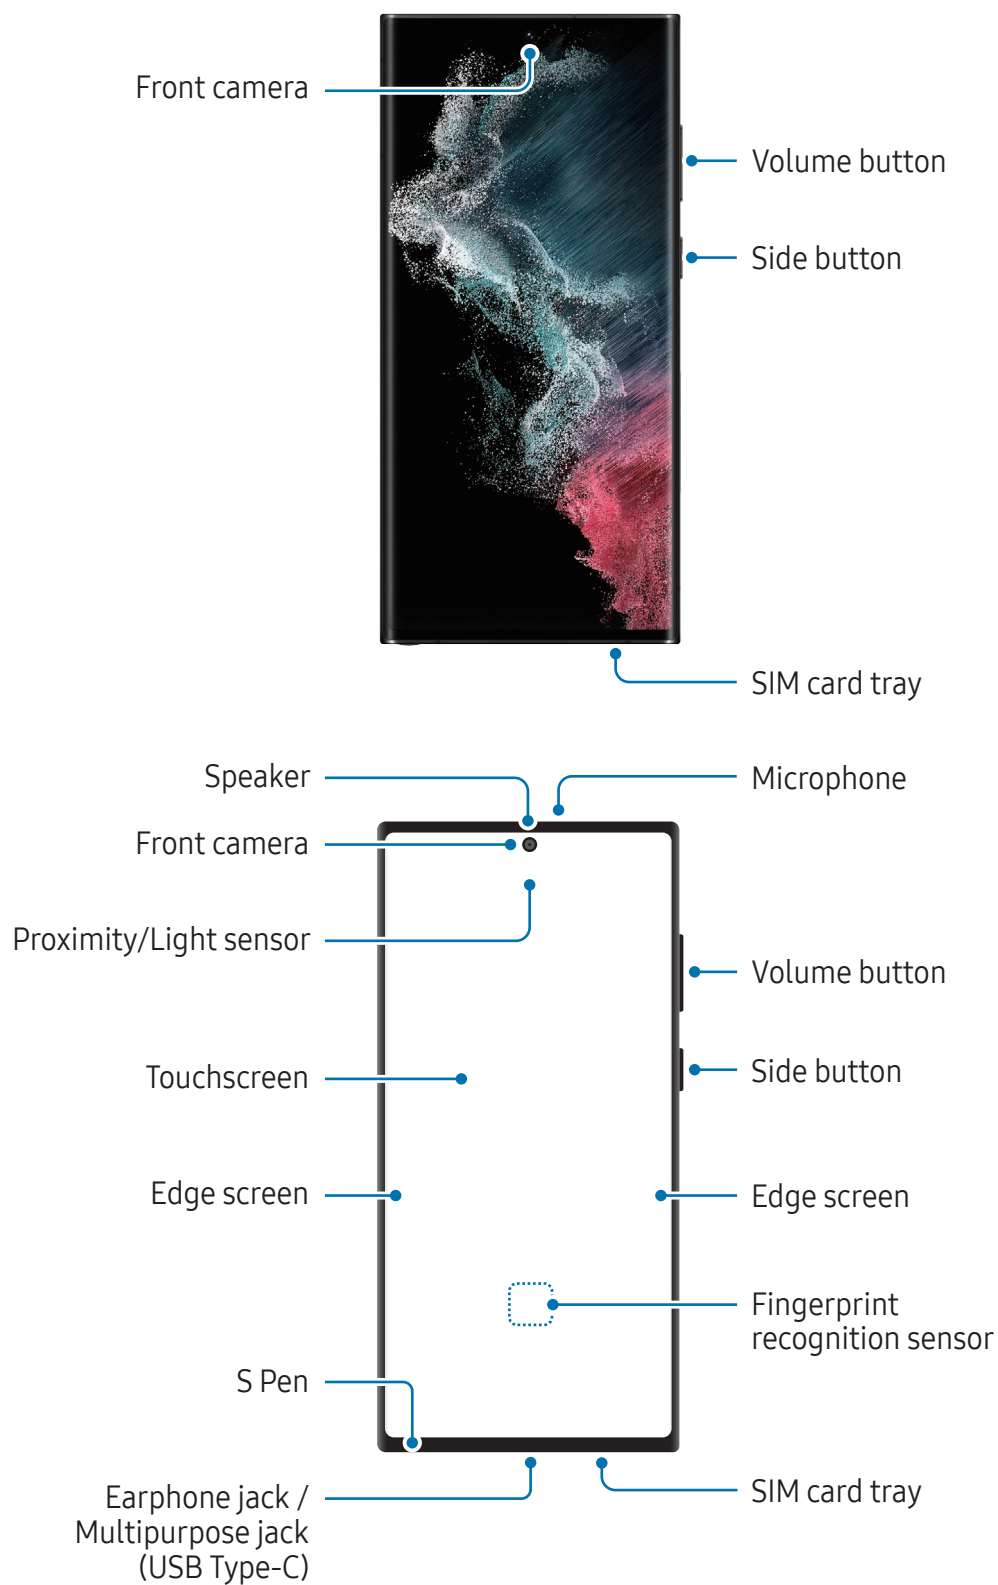 Front camera
Volume button
Side button
SIM card tray
Speaker
Microphone
Front camera
Proximity/Light sensor
Volume button
Touchscreen
Side button
Edge screen
Edge screen
Fingerprint
recognition sensor
S Pen
Earphone jack /
Multipurpose jack
(USB Type-C)
SIM card tray